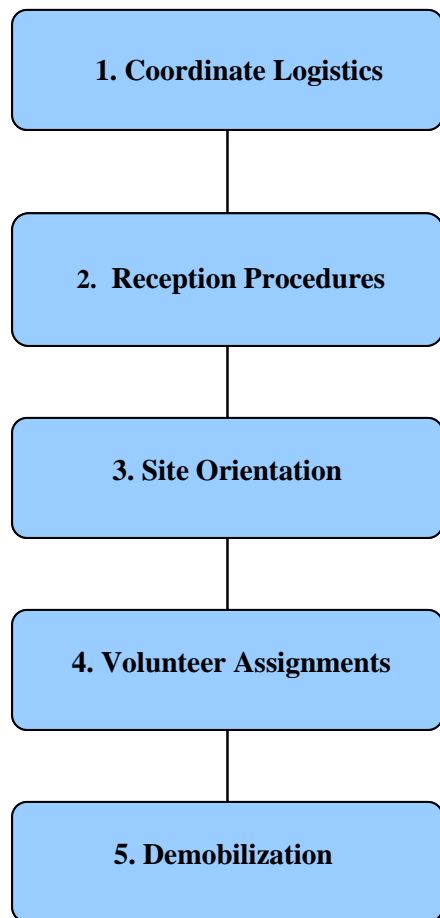 1. Coordinate Logistics
2. Reception Procedures
3. Site Orientation
4. Volunteer Assignments
5. Demobilization